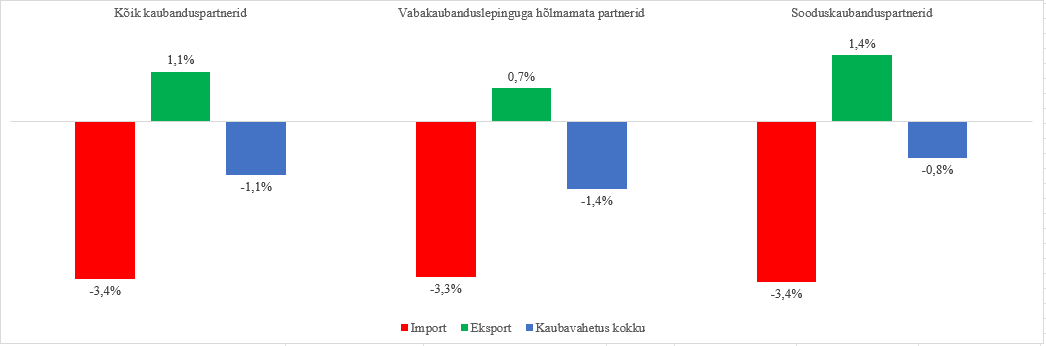 Kõik kaubanduspartnerid
Vabakaubanduslepinguga hõlmamata partnerid
Sooduskaubanduspartnerid
1,1%
-3,4%
-1,1%
0,7%
-3,3%
-1,4%
1,4%
-3,4%
-0,8%
Import Eksport Kaubavahetus kokku